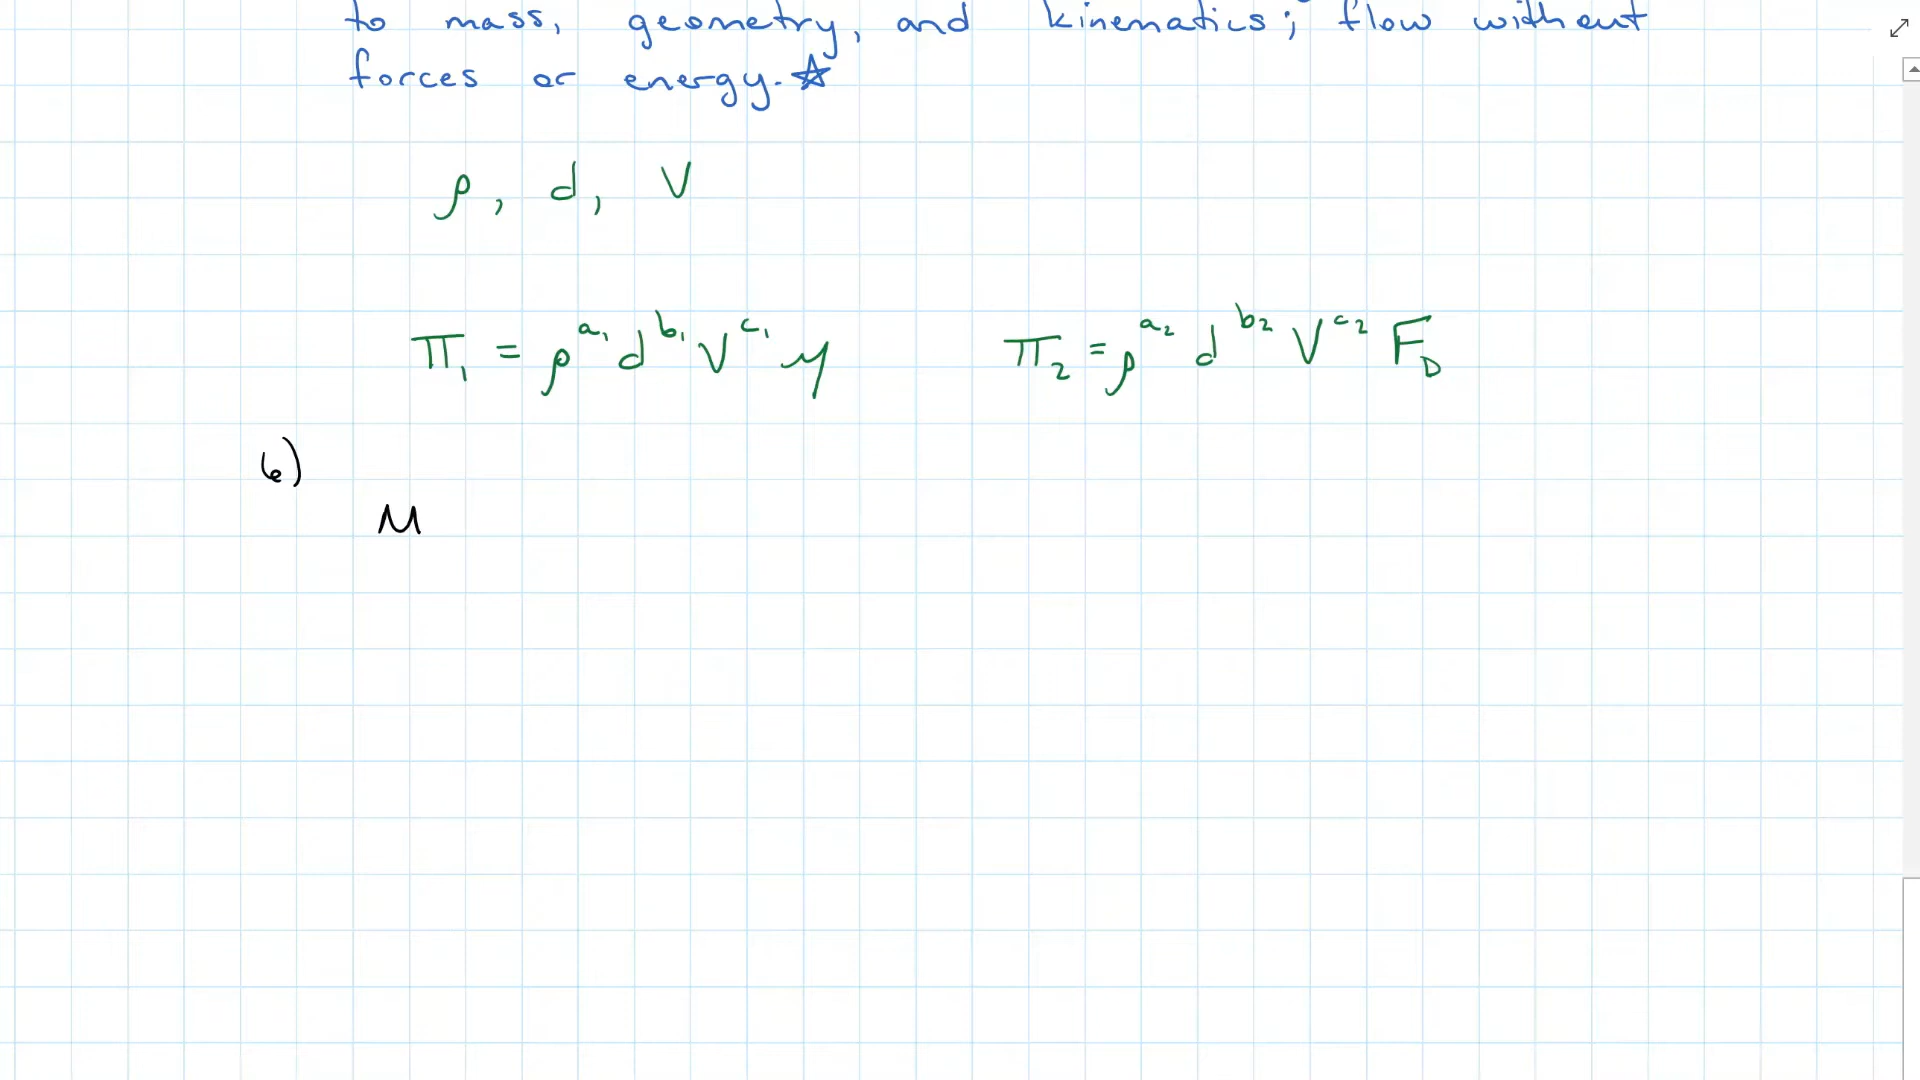 to mass, geometry, and kinematics; flow without
forces or energy. ☆
ρ, d, V
π₁ = ρ^a₁ d^b₁ V^c₁ μ    π₂ = ρ^a₂ d^b₂ V^c₂ F_D
6)
M